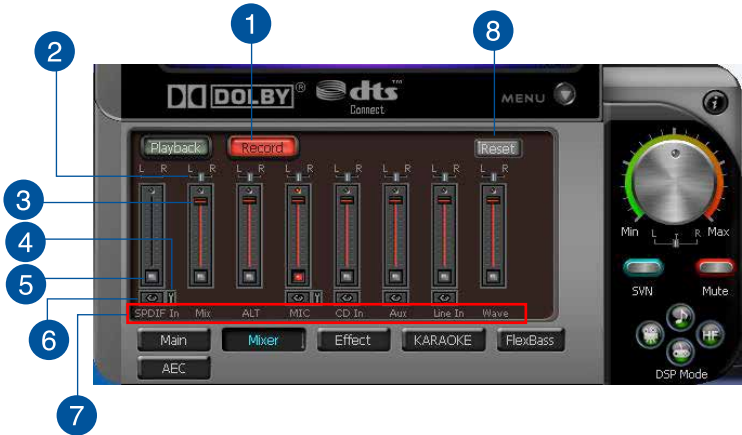 1
2
8
DOLBY®
dts™
Connect
MENU
i
Playback
Record
Reset
L R
L R
L R
L R
L R
L R
L R
L R
3
4
5
6
7
Min
L
R
Max
SVN
Mute
SPDIF In
Mix
ALT
MIC
CD In
Aux
Line In
Wave
Main
Mixer
Effect
KARAOKE
FlexBass
HF
AEC
DSP Mode